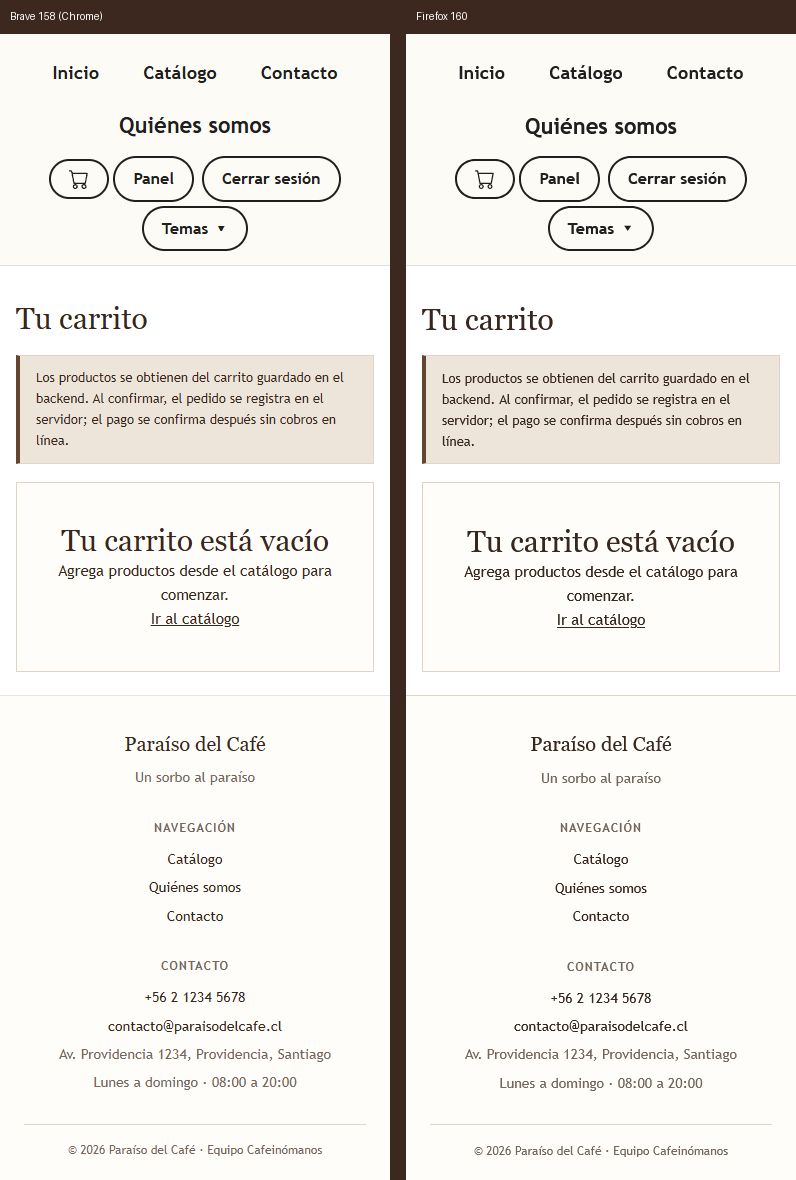 Brave 158 (Chrome)
Inicio Catálogo Contacto
Quiénes somos
Panel Cerrar sesión
Temas ▼
Tu carrito
Los productos se obtienen del carrito guardado en el
backend. Al confirmar, el pedido se registra en el
servidor; el pago se confirma después sin cobros en
línea.
Tu carrito está vacío
Agrega productos desde el catálogo para
comenzar.
Ir al catálogo
Paraíso del Café
Un sorbo al paraíso
NAVEGACIÓN
Catálogo
Quiénes somos
Contacto
CONTACTO
+56 2 1234 5678
contacto@paraisodelcafe.cl
Av. Providencia 1234, Providencia, Santiago
Lunes a domingo · 08:00 a 20:00
© 2026 Paraíso del Café · Equipo Cafeinómanos
Firefox 160
Inicio Catálogo Contacto
Quiénes somos
Panel Cerrar sesión
Temas ▼
Tu carrito
Los productos se obtienen del carrito guardado en el
backend. Al confirmar, el pedido se registra en el
servidor; el pago se confirma después sin cobros en
línea.
Tu carrito está vacío
Agrega productos desde el catálogo para
comenzar.
Ir al catálogo
Paraíso del Café
Un sorbo al paraíso
NAVEGACIÓN
Catálogo
Quiénes somos
Contacto
CONTACTO
+56 2 1234 5678
contacto@paraisodelcafe.cl
Av. Providencia 1234, Providencia, Santiago
Lunes a domingo · 08:00 a 20:00
© 2026 Paraíso del Café · Equipo Cafeinómanos